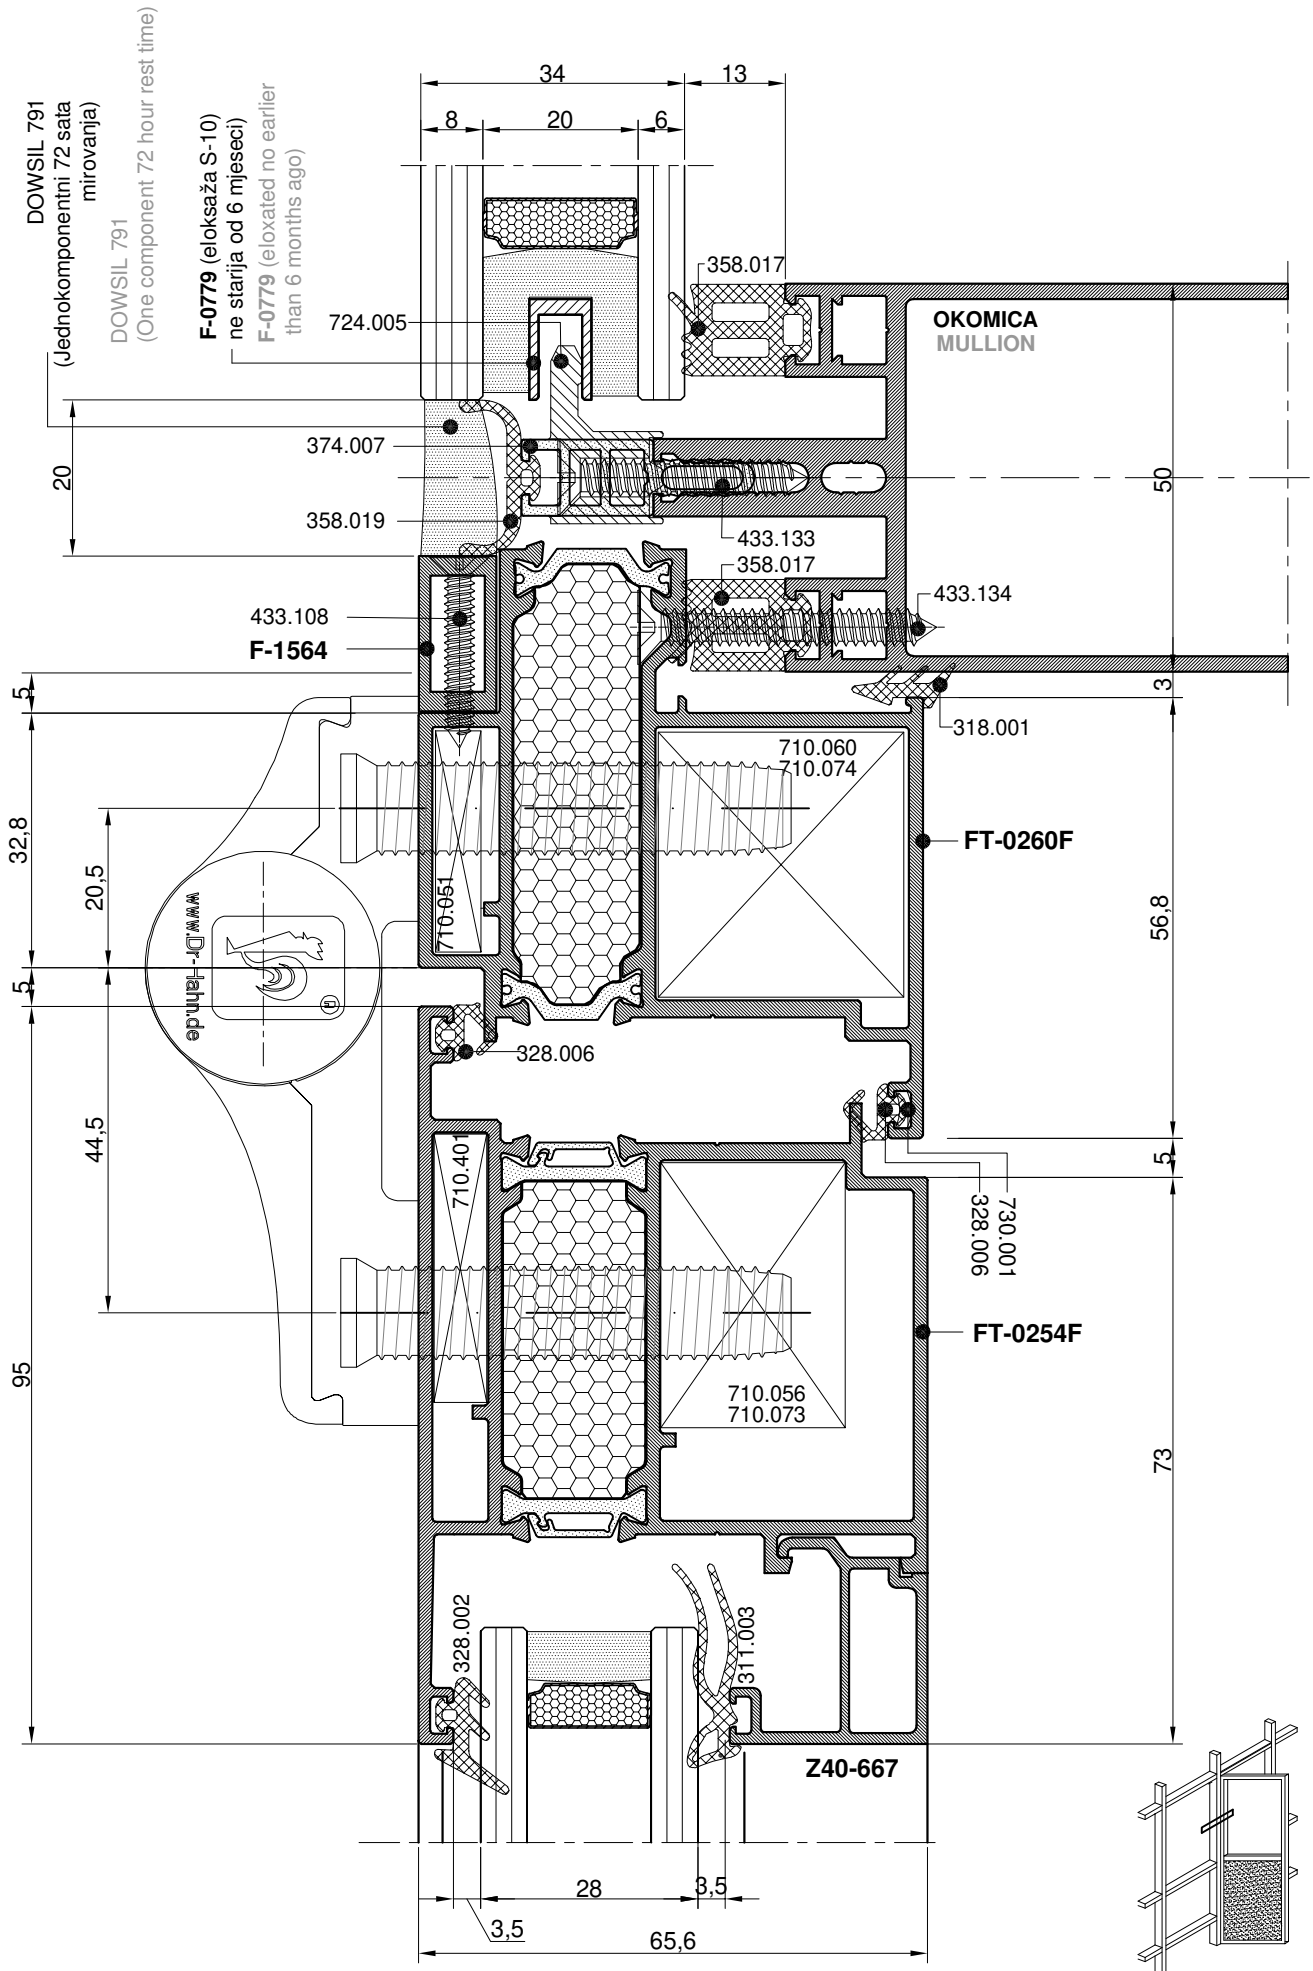 DOWSIL 791
(Jednokomponentni 72 sata
mirovanja)
DOWSIL 791
(One component 72 hour rest time)
F-0779 (eloksaža S-10)
ne starija od 6 mjeseci)
F-0779 (eloxated no earlier
than 6 months ago)
34
13
8
20
6
358.017
724.005
OKOMICA
MULLION
374.007
20
50
358.019
433.133
358.017
433.108
433.134
F-1564
5
3
318.001
710.060
710.074
32,8
20,5
FT-0260F
710.051
56,8
www.Dr-Hahn.de
5
328.006
44,5
710.401
5
730.001
328.006
FT-0254F
95
710.056
710.073
73
328.002
311.003
Z40-667
28
3,5
3,5
65,6